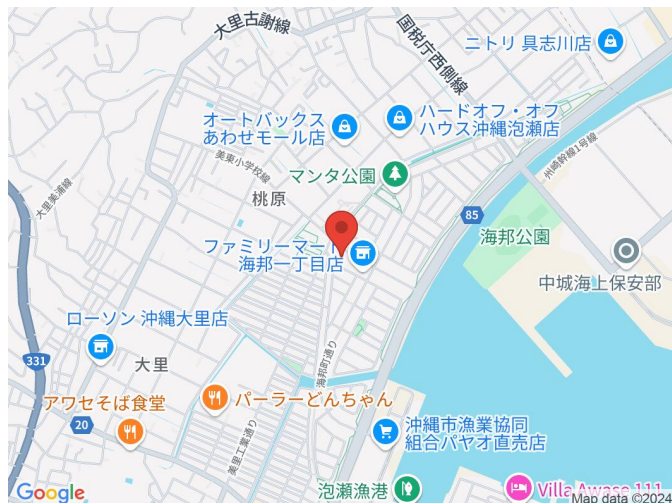 大里古謝線
国税庁西側線
ニトリ 具志川店
オートバックス
あわせモール店
ハードオフ・オフ
ハウス沖縄泡瀬店
州崎幹線1号線
美東小学校線
マンタ公園
大里美浦線
桃原
85
海邦公園
ファミリーマート
海邦一丁目店
中城海上保安部
ローソン 沖縄大里店
331
大里
海邦町通り
パーラーどんちゃん
アワセそば食堂
20
美里工業通り
沖縄市漁業協同
組合パヤオ直売店
泡瀬漁港
Villa Awase 111
Google
Map data ©2024